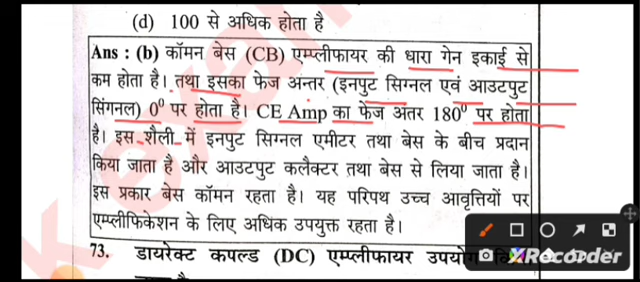 (d) 100 से अधिक होता है
Ans : (b) कॉमन बेस (CB) एम्प्लीफायर की धारा गेन इकाई से
कम होता है। तथा इसका फेज अन्तर (इनपुट सिग्नल एवं आउटपुट
सिंगनल) 0⁰ पर होता है। CE Amp का फेज अंतर 180⁰ पर होता
है। इस शैली में इनपुट सिग्नल एमीटर तथा बेस के बीच प्रदान
किया जाता है और आउटपुट कलैक्टर तथा बेस से लिया जाता है।
इस प्रकार बेस कॉमन रहता है। यह परिपथ उच्च आवृत्तियों पर
एम्प्लीफिकेशन के लिए अधिक उपयुक्त रहता है।
73. डायरेक्ट कपल्ड (DC) एम्प्लीफायर उपयोग
XRecorder